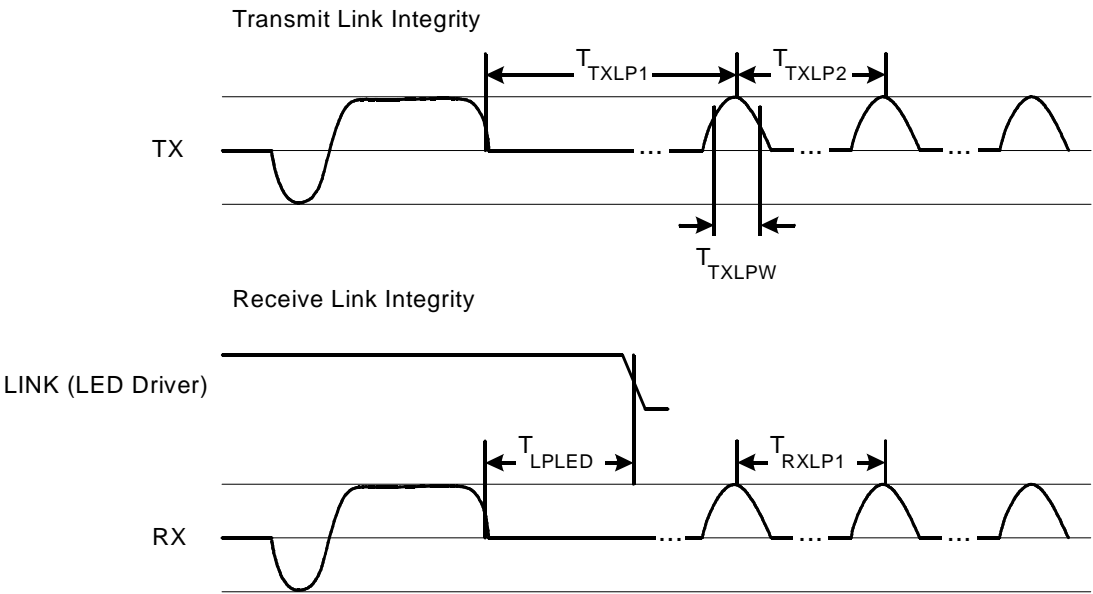 Transmit Link Integrity
TTXLP1
TTXLP2
TX
... ... ...
TTXLPW
Receive Link Integrity
LINK (LED Driver)
TLPLED
TRXLP1
RX
... ... ...